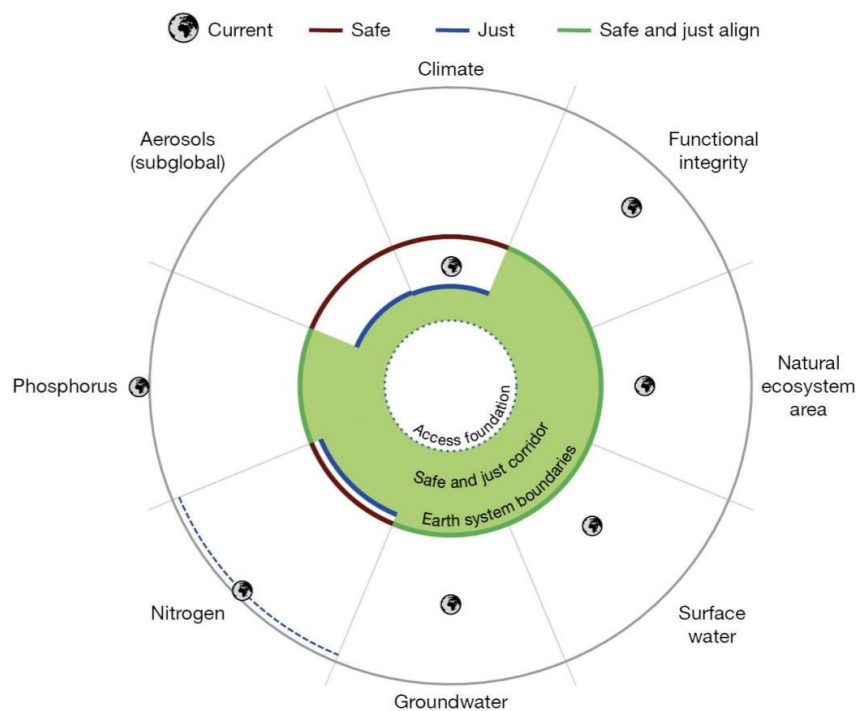 Current
Safe
Just
Safe and just align
Climate
Aerosols
(subglobal)
Functional
integrity
Phosphorus
Natural
ecosystem
area
Access foundation
Safe and just corridor
Earth system boundaries
Nitrogen
Surface
water
Groundwater